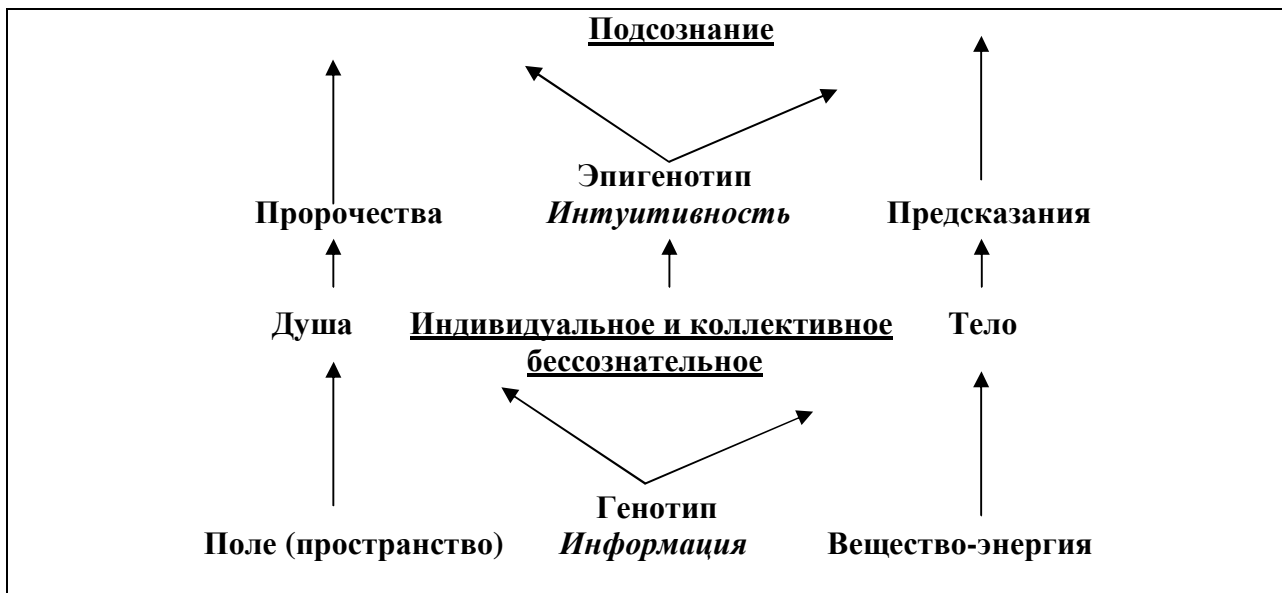 Подсознание
Эпигенотип
Пророчества Интуитивность Предсказания
Душа Индивидуальное и коллективное Тело
бессознательное
Генотип
Поле (пространство) Информация Вещество-энергия